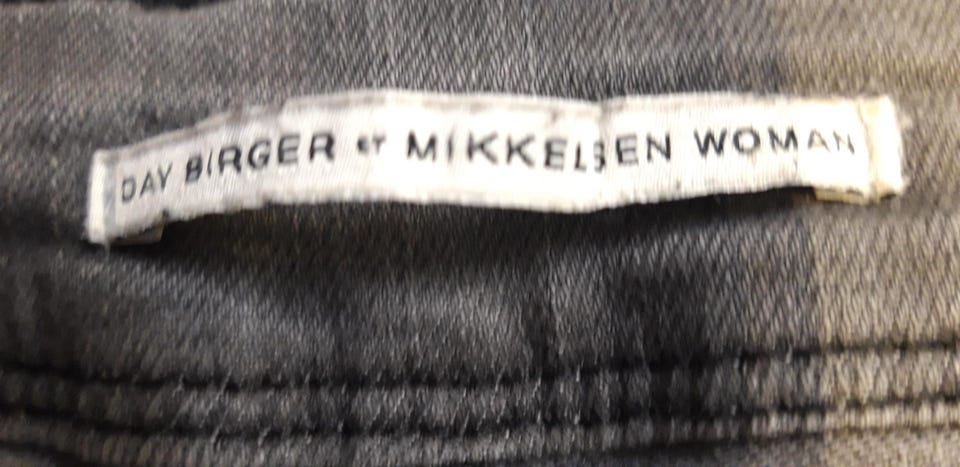 DAY BIRGER ET MIKKELSEN WOMAN